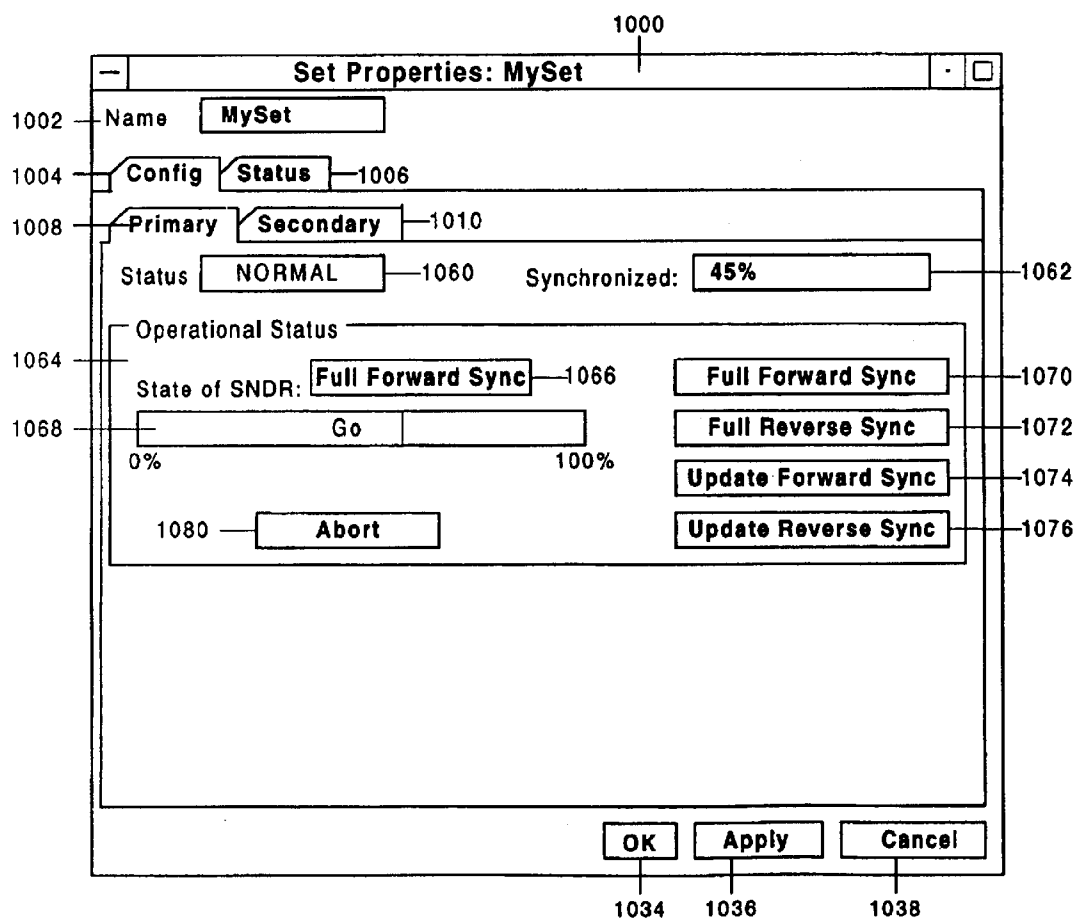 1000
Set Properties: MySet
1002 Name MySet
1004 Config Status 1006
1008 Primary Secondary 1010
Status NORMAL 1060 Synchronized: 45% 1062
Operational Status
1064
State of SNDR: Full Forward Sync 1066 Full Forward Sync 1070
1068 Go Full Reverse Sync 1072
0% 100%
Update Forward Sync 1074
1080 Abort Update Reverse Sync 1076
OK Apply Cancel
1034 1036 1038